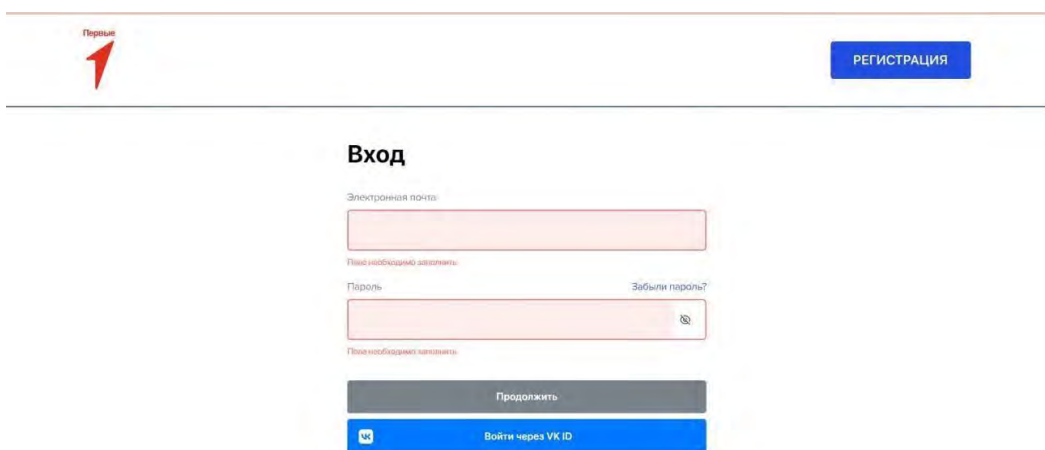 Первые
РЕГИСТРАЦИЯ
Вход
Электронная почта
Поле необходимо заполнить
Пароль
Забыли пароль?
Поле необходимо заполнить
Продолжить
Войти через VK ID